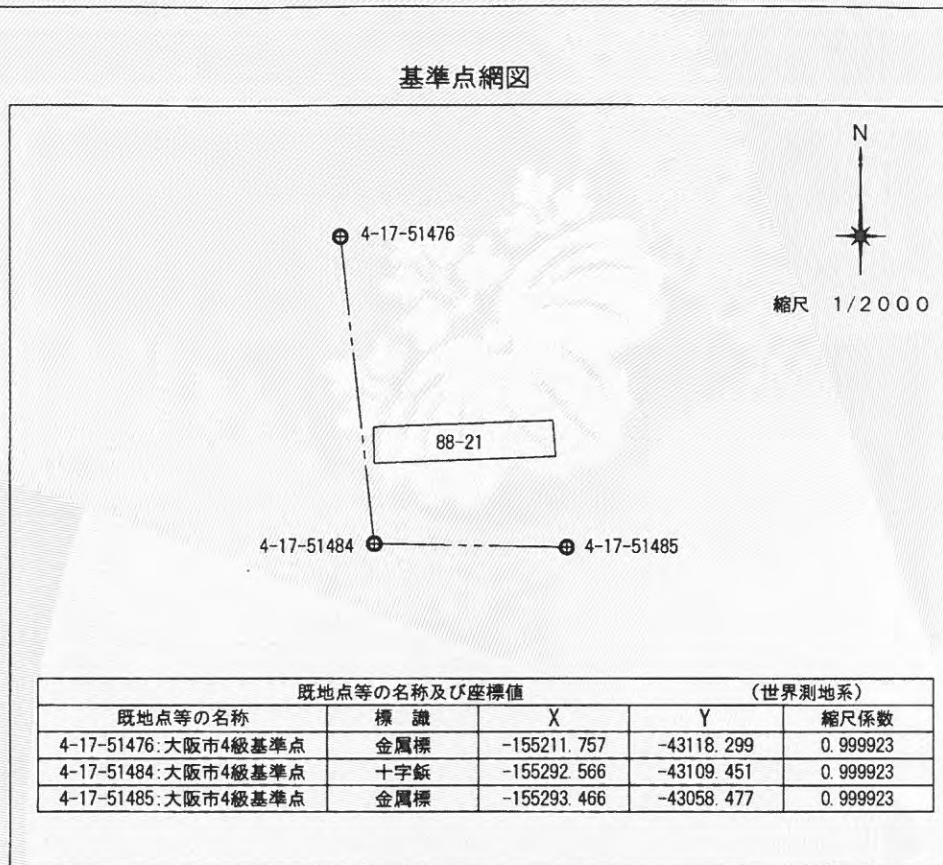 基準点網図
N
4-17-51476
縮尺 1/2000
88-21
4-17-51484
4-17-51485
既地点等の名称及び座標値 (世界測地系)
既地点等の名称 標 識 X Y 縮尺係数
4-17-51476:大阪市4級基準点 金属標 -155211.757 -43118.299 0.999923
4-17-51484:大阪市4級基準点 十字鋲 -155292.566 -43109.451 0.999923
4-17-51485:大阪市4級基準点 金属標 -155293.466 -43058.477 0.999923